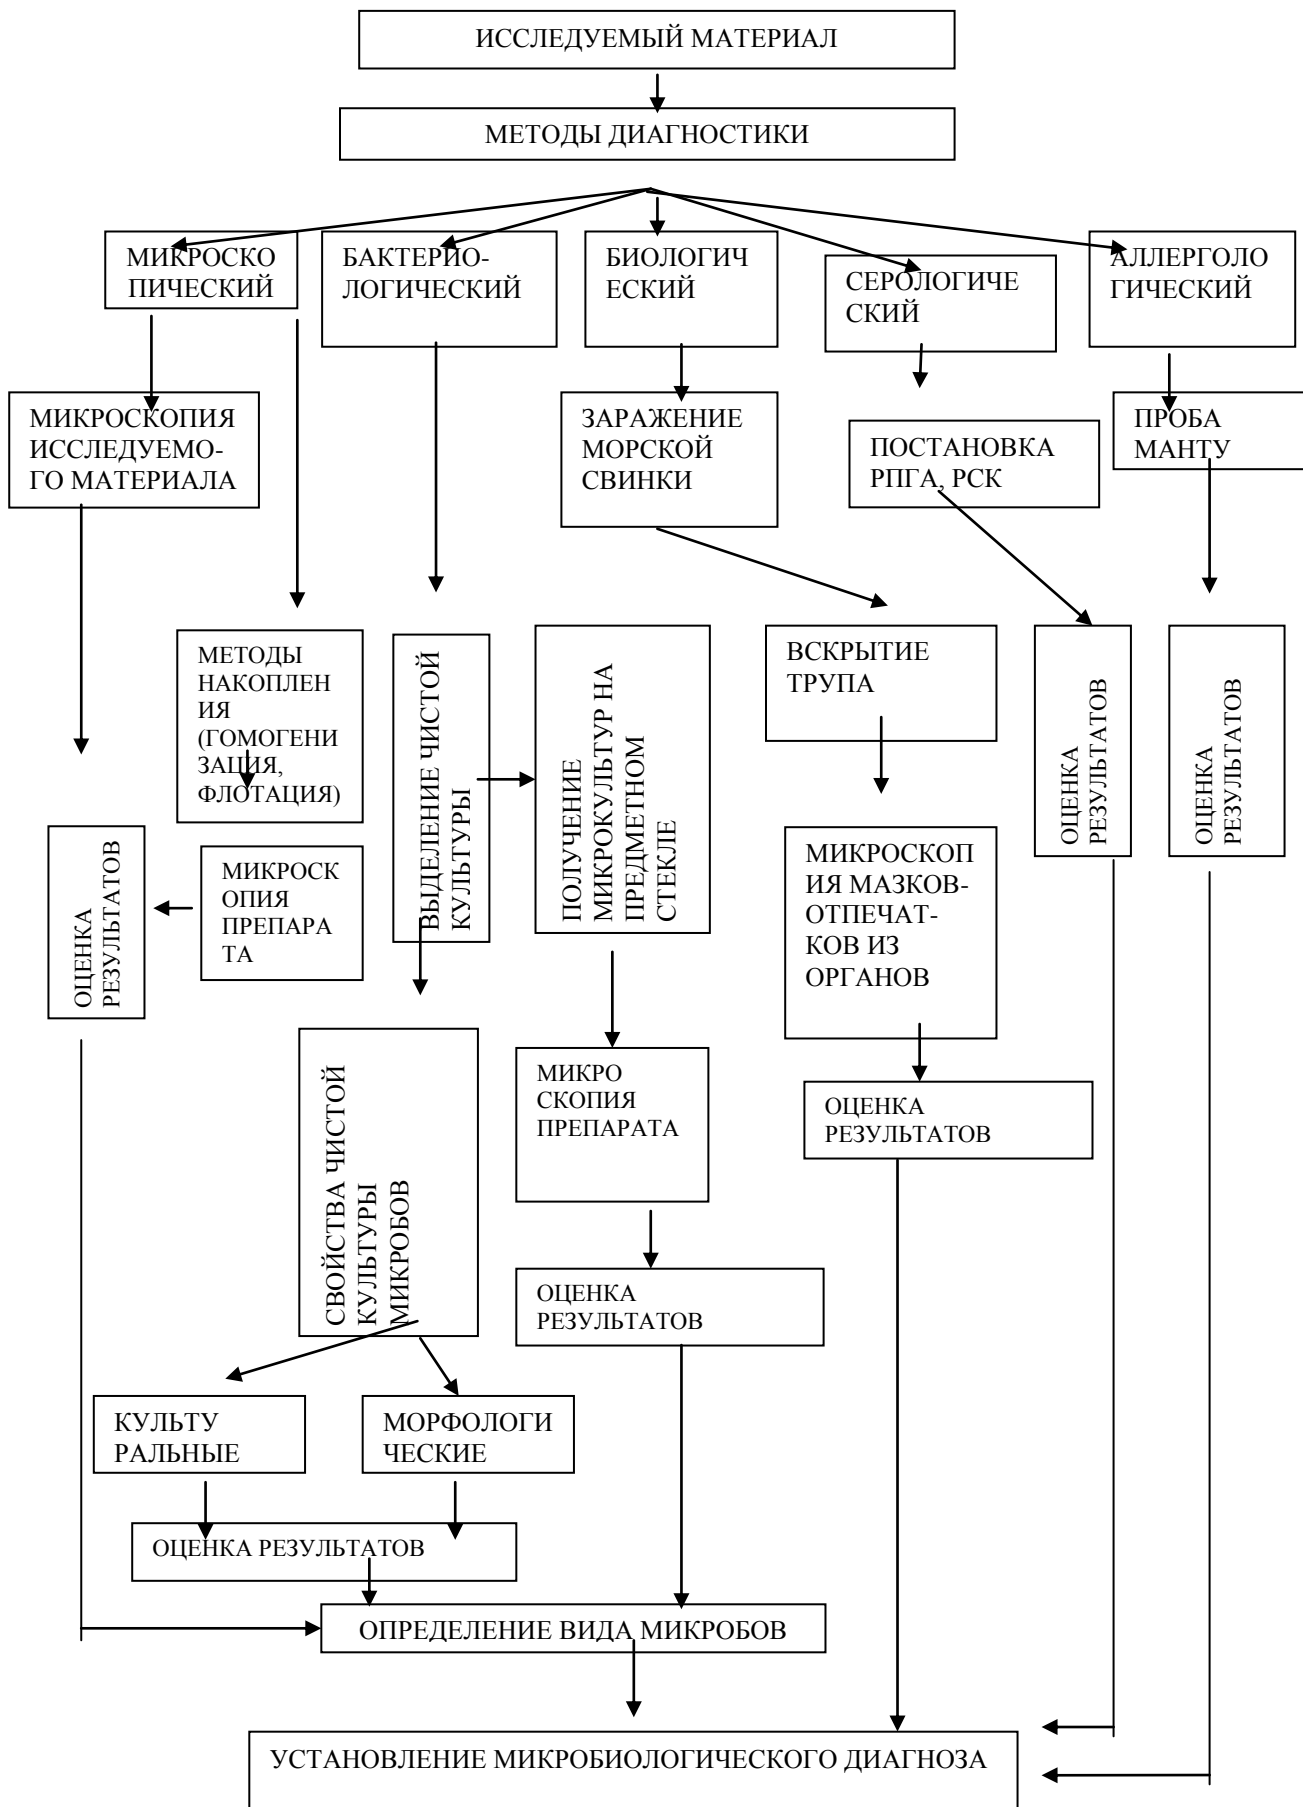 ИССЛЕДУЕМЫЙ МАТЕРИАЛ
МЕТОДЫ ДИАГНОСТИКИ
МИКРОСКО
ПИЧЕСКИЙ
БАКТЕРИО-
ЛОГИЧЕСКИЙ
БИОЛОГИЧ
ЕСКИЙ
СЕРОЛОГИЧЕ
СКИЙ
АЛЛЕРГОЛО
ГИЧЕСКИЙ
МИКРОСКОПИЯ
ИССЛЕДУЕМО-
ГО МАТЕРИАЛА
ЗАРАЖЕНИЕ
МОРСКОЙ
СВИНКИ
ПОСТАНОВКА
РПГА, РСК
ПРОБА
МАНТУ
МЕТОДЫ
НАКОПЛЕН
ИЯ
(ГОМОГЕНИ
ЗАЦИЯ,
ФЛОТАЦИЯ)
ВЫДЕЛЕНИЕ ЧИСТОЙ
КУЛЬТУРЫ
ПОЛУЧЕНИЕ
МИКРОКУЛЬТУР НА
ПРЕДМЕТНОМ
СТЕКЛЕ
ВСКРЫТИЕ
ТРУПА
ОЦЕНКА
РЕЗУЛЬТАТОВ
ОЦЕНКА
РЕЗУЛЬТАТОВ
ОЦЕНКА
РЕЗУЛЬТАТОВ
МИКРОСК
ОПИЯ
ПРЕПАРА
ТА
МИКРОСКОП
ИЯ МАЗКОВ-
ОТПЕЧАТ-
КОВ ИЗ
ОРГАНОВ
СВОЙСТВА ЧИСТОЙ
КУЛЬТУРЫ
МИКРОБОВ
МИКРО
СКОПИЯ
ПРЕПАРАТА
ОЦЕНКА
РЕЗУЛЬТАТОВ
ОЦЕНКА
РЕЗУЛЬТАТОВ
КУЛЬТУ
РАЛЬНЫЕ
МОРФОЛОГИ
ЧЕСКИЕ
ОЦЕНКА РЕЗУЛЬТАТОВ
ОПРЕДЕЛЕНИЕ ВИДА МИКРОБОВ
УСТАНОВЛЕНИЕ МИКРОБИОЛОГИЧЕСКОГО ДИАГНОЗА